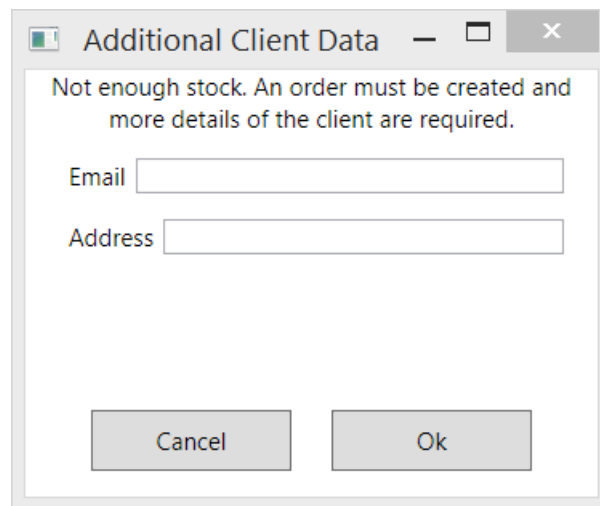 Additional Client Data
Not enough stock. An order must be created and
more details of the client are required.
Email
Address
Cancel
Ok